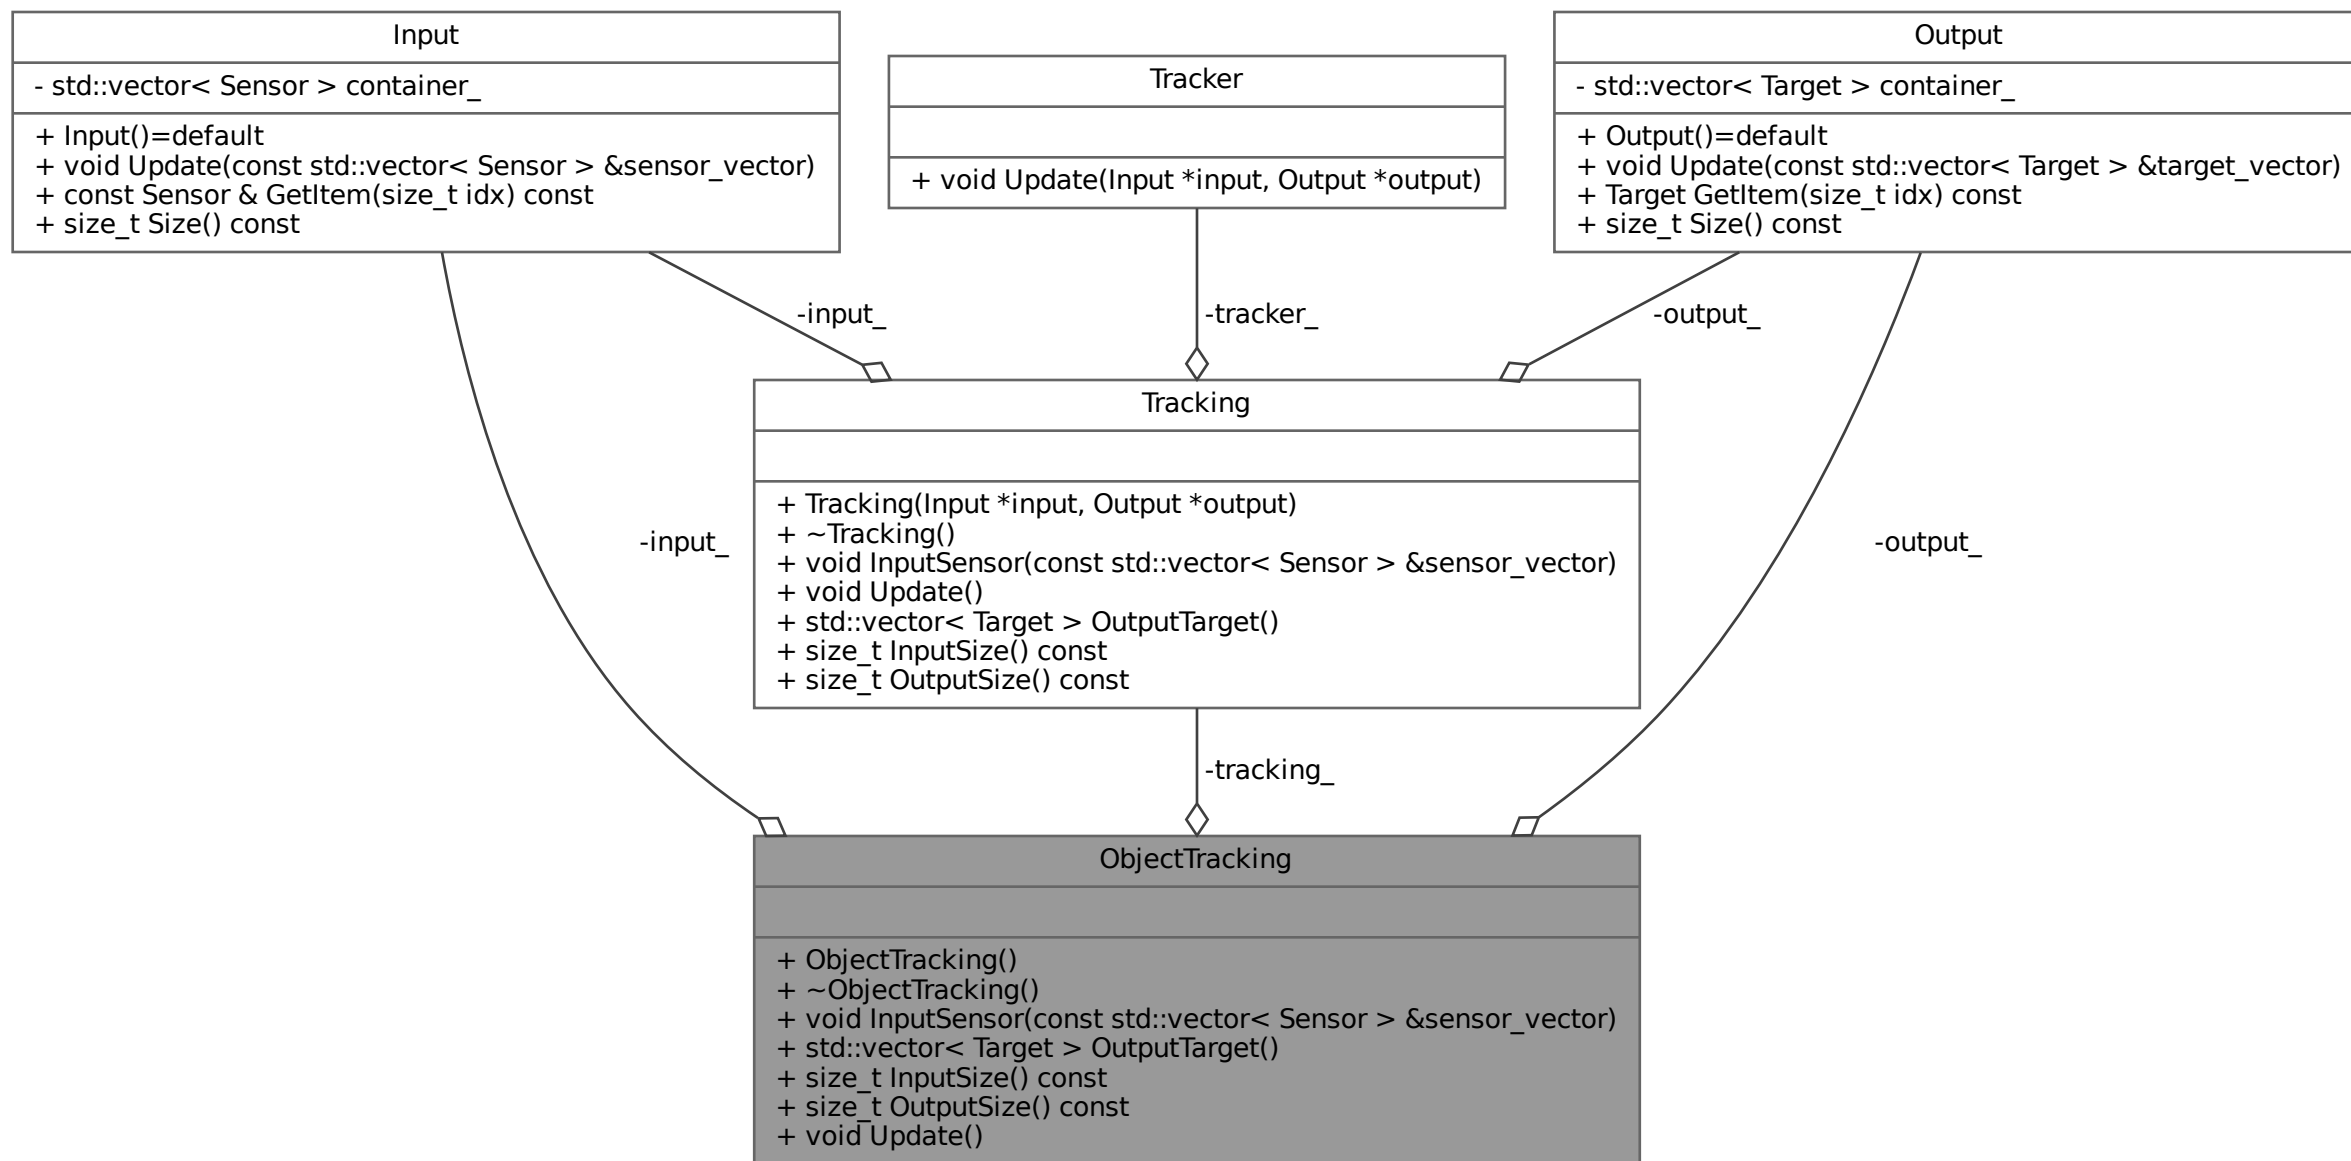 Input
- std::vector< Sensor > container_
+ Input()=default
+ void Update(const std::vector< Sensor > &sensor_vector)
+ const Sensor & GetItem(size_t idx) const
+ size_t Size() const
Tracker
+ void Update(Input *input, Output *output)
Output
- std::vector< Target > container_
+ Output()=default
+ void Update(const std::vector< Target > &target_vector)
+ Target GetItem(size_t idx) const
+ size_t Size() const
-input_
-tracker_
-output_
Tracking
+ Tracking(Input *input, Output *output)
+ ~Tracking()
+ void InputSensor(const std::vector< Sensor > &sensor_vector)
+ void Update()
+ std::vector< Target > OutputTarget()
+ size_t InputSize() const
+ size_t OutputSize() const
-input_
-output_
-tracking_
ObjectTracking
+ ObjectTracking()
+ ~ObjectTracking()
+ void InputSensor(const std::vector< Sensor > &sensor_vector)
+ std::vector< Target > OutputTarget()
+ size_t InputSize() const
+ size_t OutputSize() const
+ void Update()